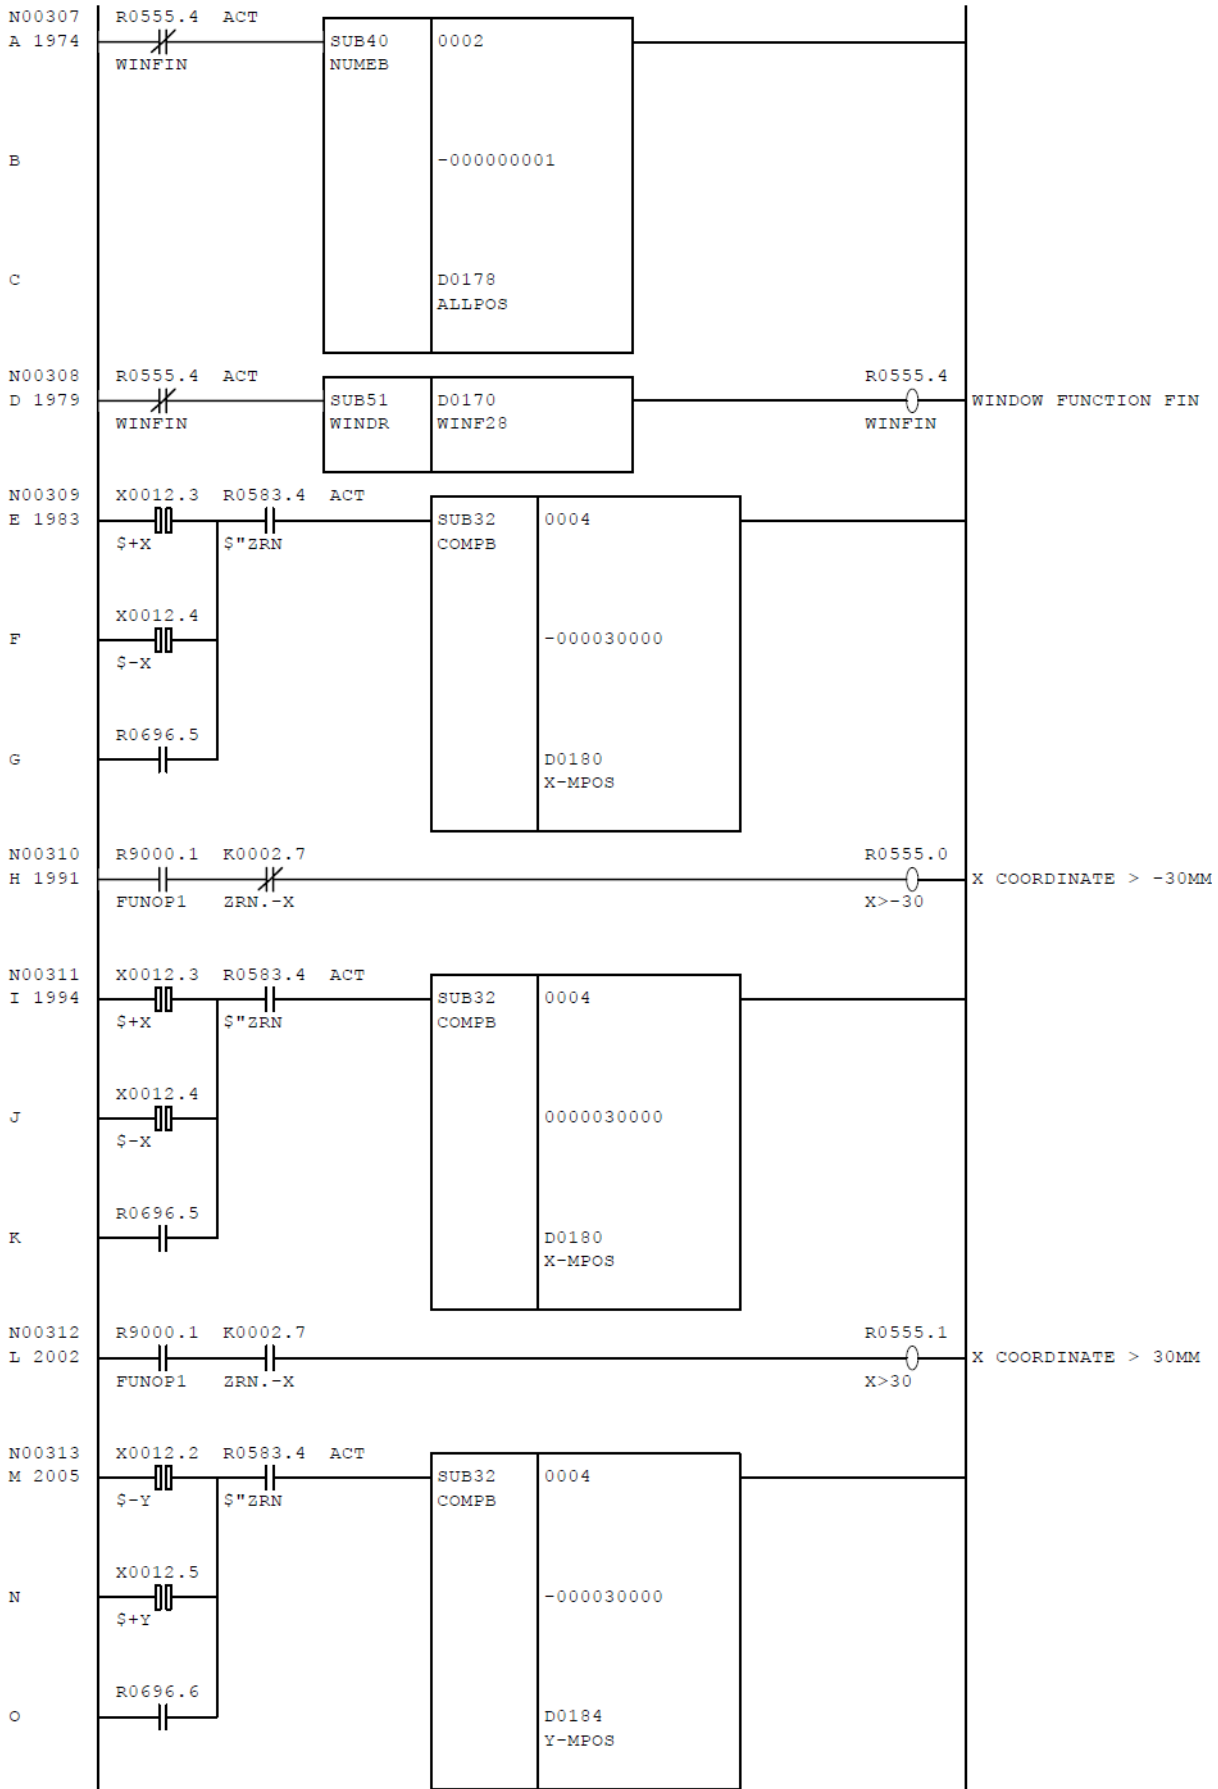 N00307 R0555.4 ACT
A 1974 SUB40 0002
WINFIN NUMEB
B -000000001
C D0178
ALLPOS
N00308 R0555.4 ACT R0555.4
D 1979 SUB51 D0170 WINDOW FUNCTION FIN
WINFIN WINDR WINF28 WINFIN
N00309 X0012.3 R0583.4 ACT
E 1983 SUB32 0004
$+X $"ZRN COMPB
X0012.4
F -000030000
$-X
R0696.5
G D0180
X-MPOS
N00310 R9000.1 K0002.7 R0555.0
H 1991 X COORDINATE > -30MM
FUNOP1 ZRN.-X X>-30
N00311 X0012.3 R0583.4 ACT
I 1994 SUB32 0004
$+X $"ZRN COMPB
X0012.4
J 0000030000
$-X
R0696.5
K D0180
X-MPOS
N00312 R9000.1 K0002.7 R0555.1
L 2002 X COORDINATE > 30MM
FUNOP1 ZRN.-X X>30
N00313 X0012.2 R0583.4 ACT
M 2005 SUB32 0004
$-Y $"ZRN COMPB
X0012.5
N -000030000
$+Y
R0696.6
O D0184
Y-MPOS